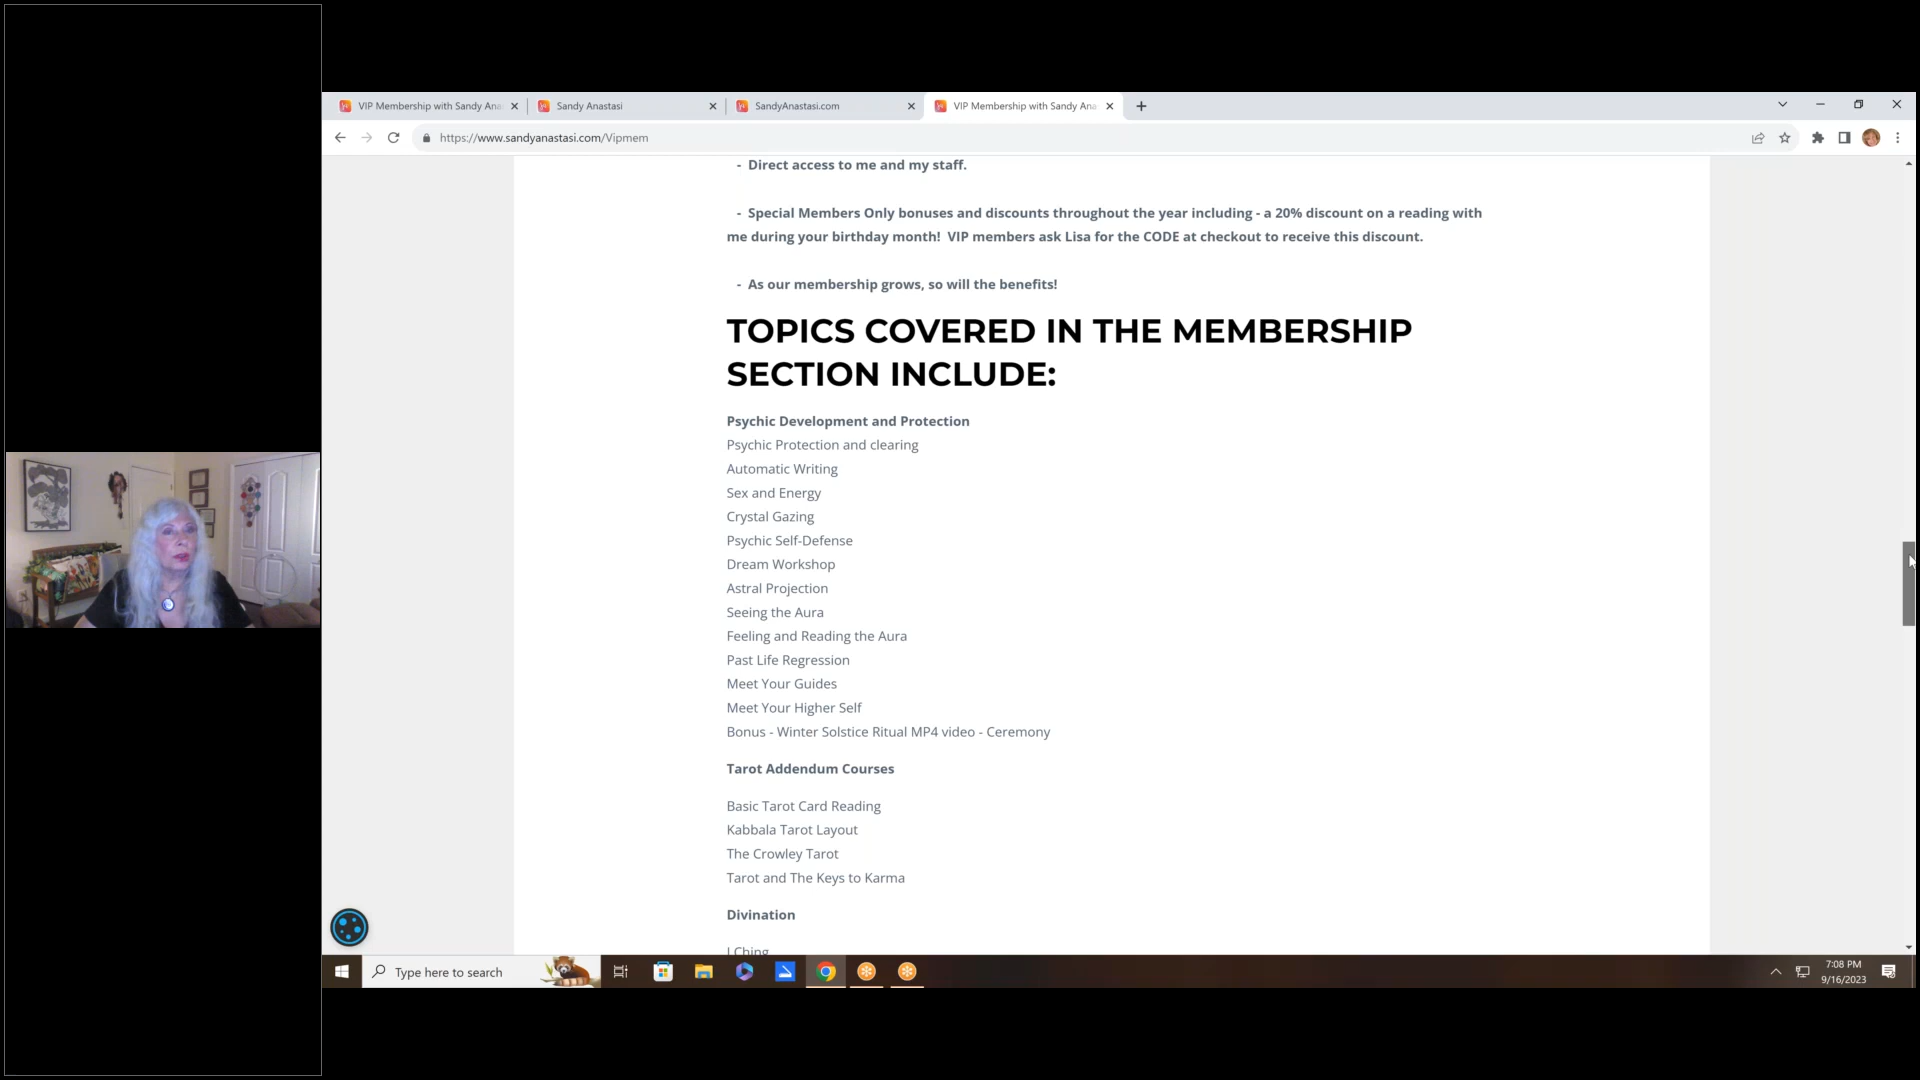 VIP Membership with Sandy Ana
Sandy Anastasi
SandyAnastasi.com
VIP Membership with Sandy Ana
https://www.sandyanastasi.com/Vipmem
- Direct access to me and my staff.
- Special Members Only bonuses and discounts throughout the year including - a 20% discount on a reading with
me during your birthday month! VIP members ask Lisa for the CODE at checkout to receive this discount.
- As our membership grows, so will the benefits!
TOPICS COVERED IN THE MEMBERSHIP
SECTION INCLUDE:
Psychic Development and Protection
Psychic Protection and clearing
Automatic Writing
Sex and Energy
Crystal Gazing
Psychic Self-Defense
Dream Workshop
Astral Projection
Seeing the Aura
Feeling and Reading the Aura
Past Life Regression
Meet Your Guides
Meet Your Higher Self
Bonus - Winter Solstice Ritual MP4 video - Ceremony
Tarot Addendum Courses
Basic Tarot Card Reading
Kabbala Tarot Layout
The Crowley Tarot
Tarot and The Keys to Karma
Divination
I Ching
Type here to search
7:08 PM
9/16/2023